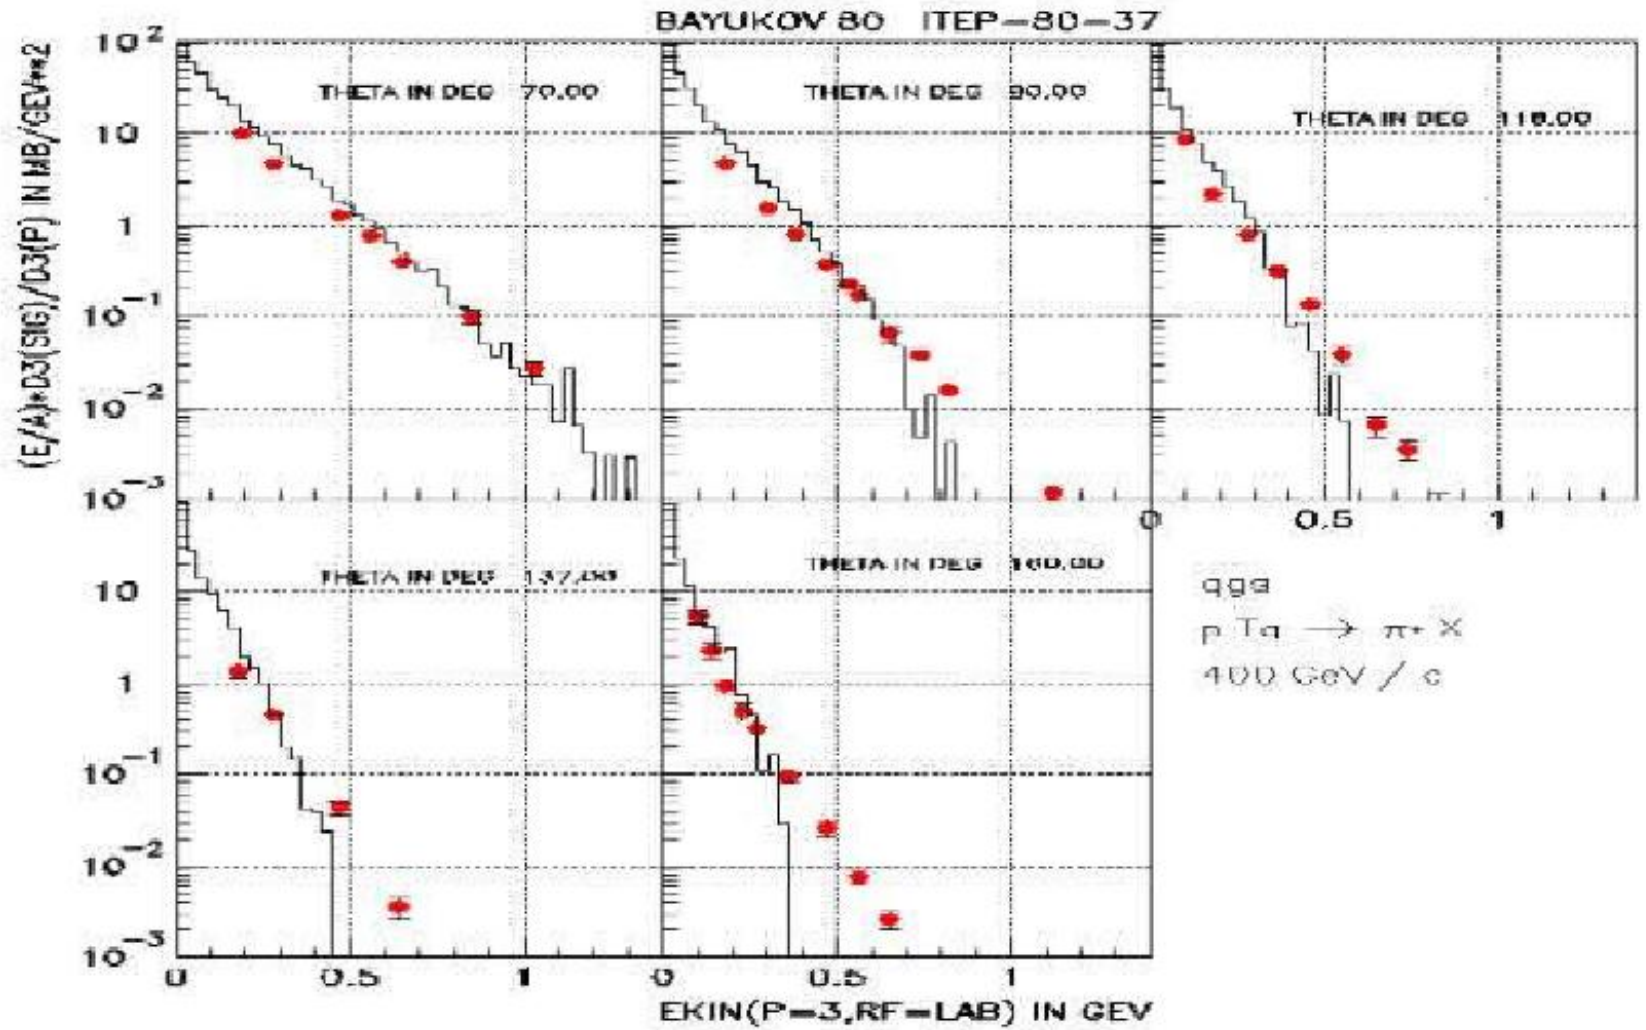 BAYUKOV 80 ITEP-80-37
(E/A)*D3(SIG)/D3(P) IN MB/GEV**2
10²
10
1
10⁻¹
10⁻²
10⁻³
THETA IN DEG 70.00
THETA IN DEG 90.00
THETA IN DEG 118.00
0 0.5 1
10
1
10⁻¹
10⁻²
10⁻³
THETA IN DEG 137.00
THETA IN DEG 160.00
qgs
p Ta → π+ X
400 GeV / c
0 0.5 1 0 0.5 1
EKIN(P=3,RF=LAB) IN GEV